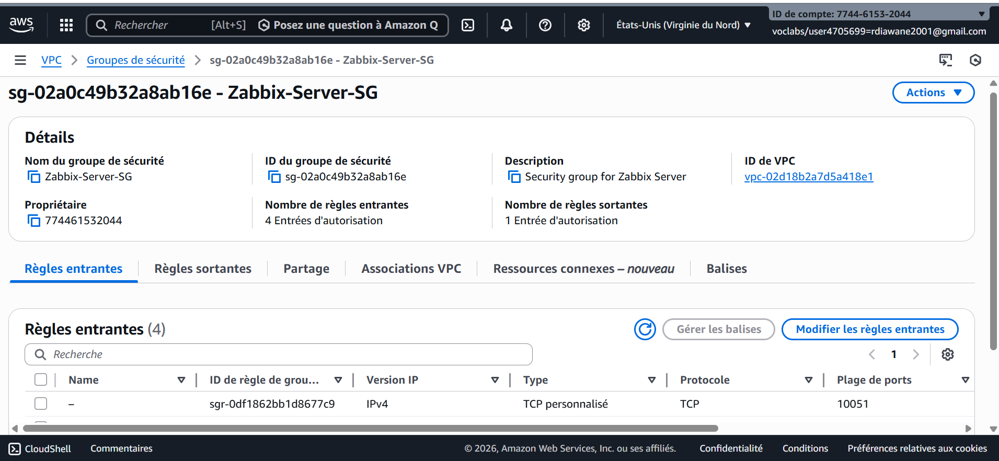 aws
Rechercher [Alt+S] Posez une question à Amazon Q
États-Unis (Virginie du Nord)
ID de compte: 7744-6153-2044
voclabs/user4705699=rdiawane2001@gmail.com
VPC Groupes de sécurité sg-02a0c49b32a8ab16e - Zabbix-Server-SG
sg-02a0c49b32a8ab16e - Zabbix-Server-SG
Actions
Détails
Nom du groupe de sécurité
Zabbix-Server-SG
ID du groupe de sécurité
sg-02a0c49b32a8ab16e
Description
Security group for Zabbix Server
ID de VPC
vpc-02d18b2a7d5a418e1
Propriétaire
774461532044
Nombre de règles entrantes
4 Entrées d'autorisation
Nombre de règles sortantes
1 Entrée d'autorisation
Règles entrantes Règles sortantes Partage Associations VPC Ressources connexes – nouveau Balises
Règles entrantes (4)
Gérer les balises Modifier les règles entrantes
Recherche
1
Name ID de règle de grou... Version IP Type Protocole Plage de ports
– sgr-0df1862bb1d8677c9 IPv4 TCP personnalisé TCP 10051
CloudShell Commentaires © 2026, Amazon Web Services, Inc. ou ses affiliés. Confidentialité Conditions Préférences relatives aux cookies